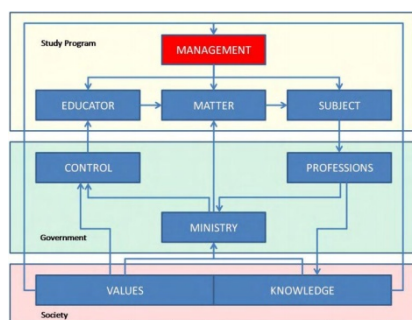 Study Program
MANAGEMENT
EDUCATOR MATTER SUBJECT
CONTROL PROFESSIONS
MINISTRY
Government
VALUES KNOWLEDGE
Society